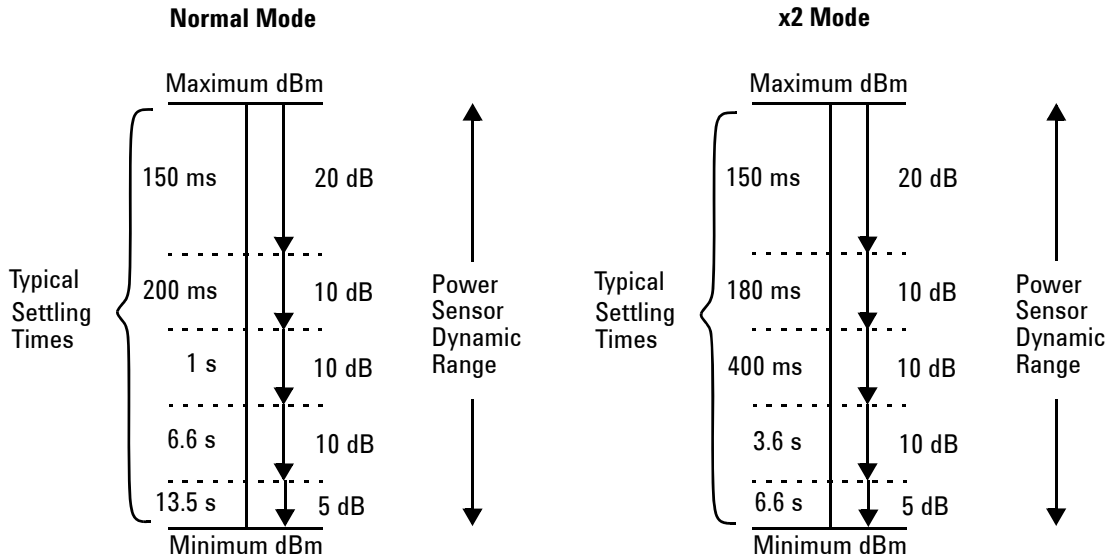 Normal Mode
Maximum dBm
150 ms
20 dB
200 ms
10 dB
1 s
10 dB
6.6 s
10 dB
13.5 s
5 dB
Minimum dBm
Typical
Settling
Times
Power
Sensor
Dynamic
Range
x2 Mode
Maximum dBm
150 ms
20 dB
180 ms
10 dB
400 ms
10 dB
3.6 s
10 dB
6.6 s
5 dB
Minimum dBm
Typical
Settling
Times
Power
Sensor
Dynamic
Range